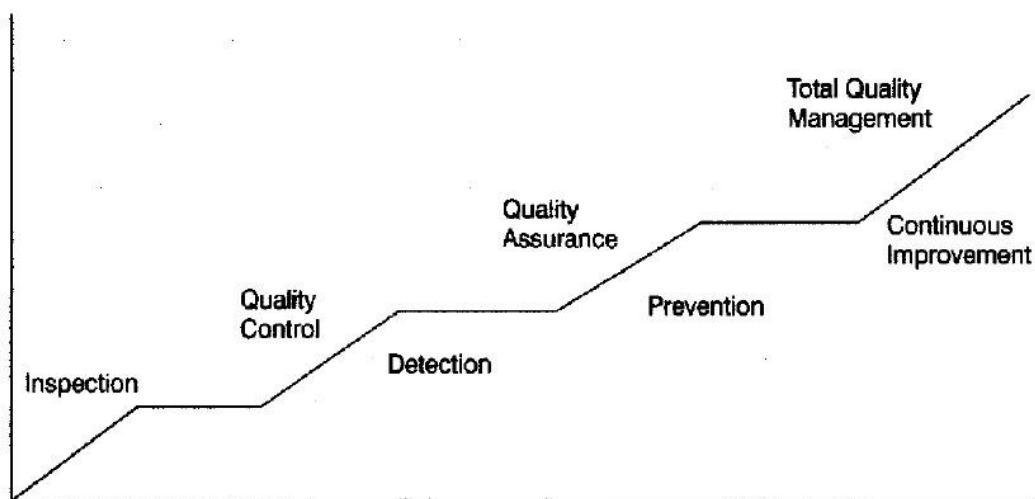 Total Quality
Management
Quality
Assurance
Continuous
Improvement
Quality
Control
Prevention
Detection
Inspection